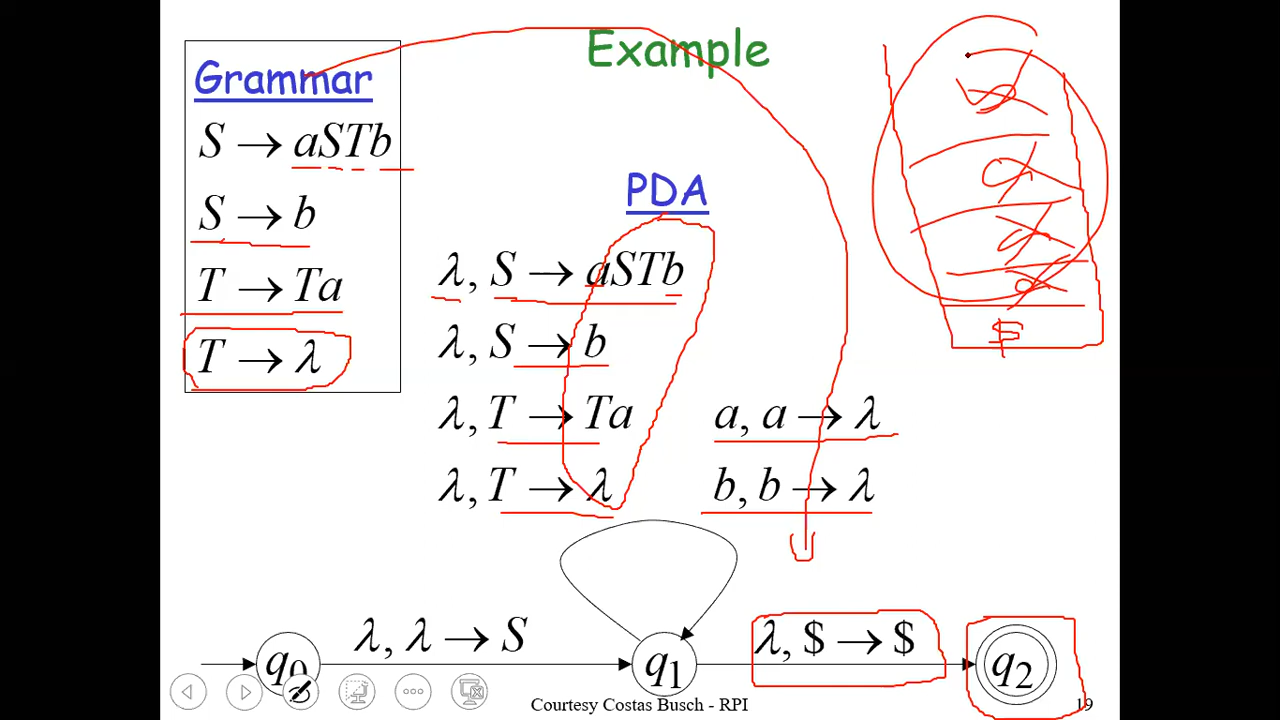 Example
Grammar
S → aSTb
S → b
T → Ta
T → λ
PDA
λ, S → aSTb
λ, S → b
λ, T → Ta
λ, T → λ
a, a → λ
b, b → λ
$
λ, λ → S
λ, $ → $
q0
q1
q2
Courtesy Costas Busch - RPI
19